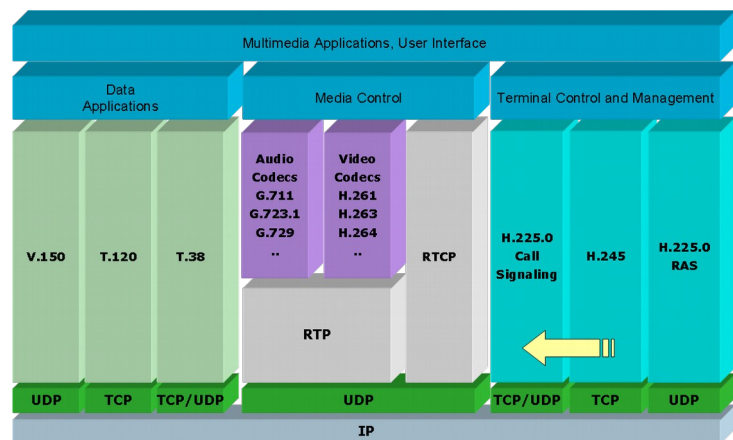 Multimedia Applications, User Interface
Data
Applications
Media Control
Terminal Control and Management
Audio
Codecs
G.711
G.723.1
G.729
..
Video
Codecs
H.261
H.263
H.264
..
V.150
T.120
T.38
RTCP
H.225.0
Call
Signaling
H.245
H.225.0
RAS
RTP
UDP
TCP
TCP/UDP
UDP
TCP/UDP
TCP
UDP
IP